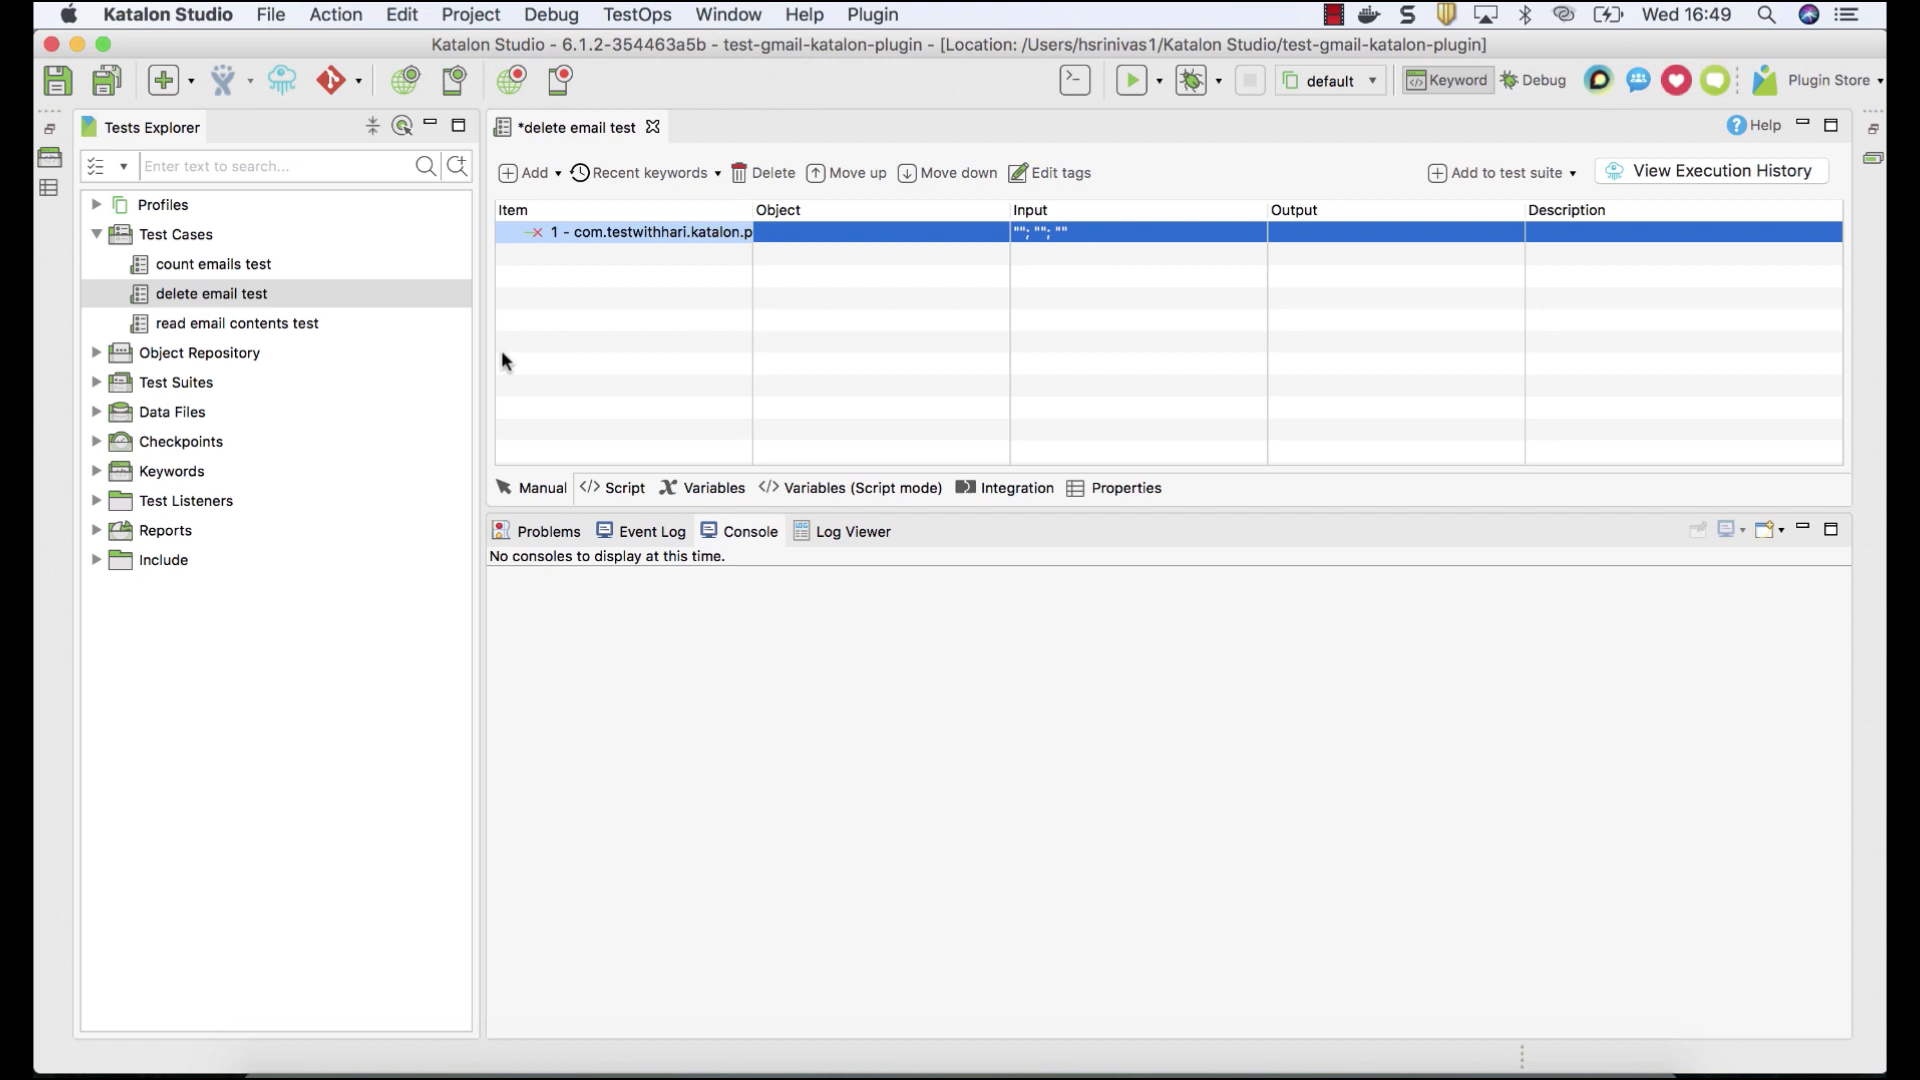 Katalon Studio File Action Edit Project Debug TestOps Window Help Plugin Wed 16:49
Katalon Studio - 6.1.2-354463a5b - test-gmail-katalon-plugin - [Location: /Users/hsrinivas1/Katalon Studio/test-gmail-katalon-plugin]
default Keyword Debug Plugin Store
Tests Explorer
*delete email test
Help
Enter text to search...
Add Recent keywords Delete Move up Move down Edit tags Add to test suite View Execution History
Item Object Input Output Description
1 - com.testwithhari.katalon.p ""; ""; ""
Profiles
Test Cases
count emails test
delete email test
read email contents test
Object Repository
Test Suites
Data Files
Checkpoints
Keywords
Test Listeners
Reports
Include
Manual Script Variables Variables (Script mode) Integration Properties
Problems Event Log Console Log Viewer
No consoles to display at this time.